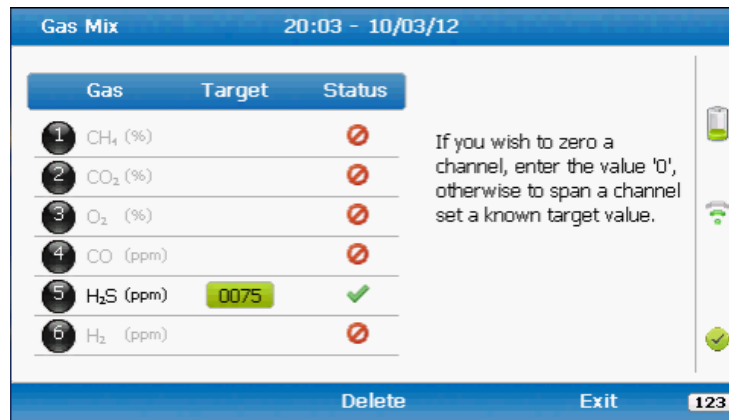 Gas Mix 20:03 - 10/03/12
Gas Target Status
1 CH₄ (%)
2 CO₂ (%)
3 O₂ (%)
4 CO (ppm)
5 H₂S (ppm) 0075
6 H₂ (ppm)
If you wish to zero a
channel, enter the value '0',
otherwise to span a channel
set a known target value.
Delete Exit 123